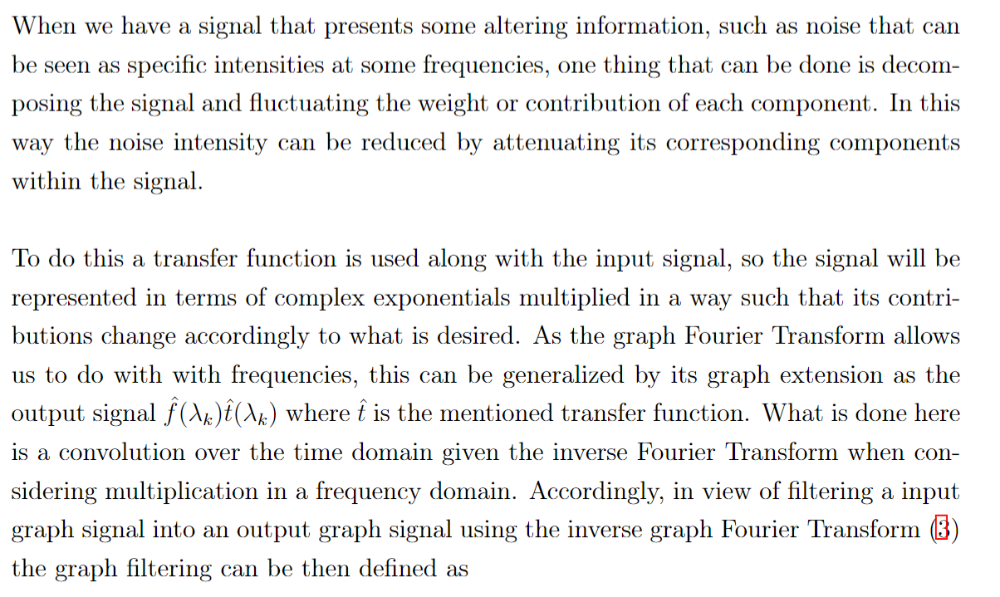 When we have a signal that presents some altering information, such as noise that can
be seen as specific intensities at some frequencies, one thing that can be done is decom-
posing the signal and fluctuating the weight or contribution of each component. In this
way the noise intensity can be reduced by attenuating its corresponding components
within the signal.
To do this a transfer function is used along with the input signal, so the signal will be
represented in terms of complex exponentials multiplied in a way such that its contri-
butions change accordingly to what is desired. As the graph Fourier Transform allows
us to do with with frequencies, this can be generalized by its graph extension as the
output signal f̂(λₖ)t̂(λₖ) where t̂ is the mentioned transfer function. What is done here
is a convolution over the time domain given the inverse Fourier Transform when con-
sidering multiplication in a frequency domain. Accordingly, in view of filtering a input
graph signal into an output graph signal using the inverse graph Fourier Transform (3)
the graph filtering can be then defined as